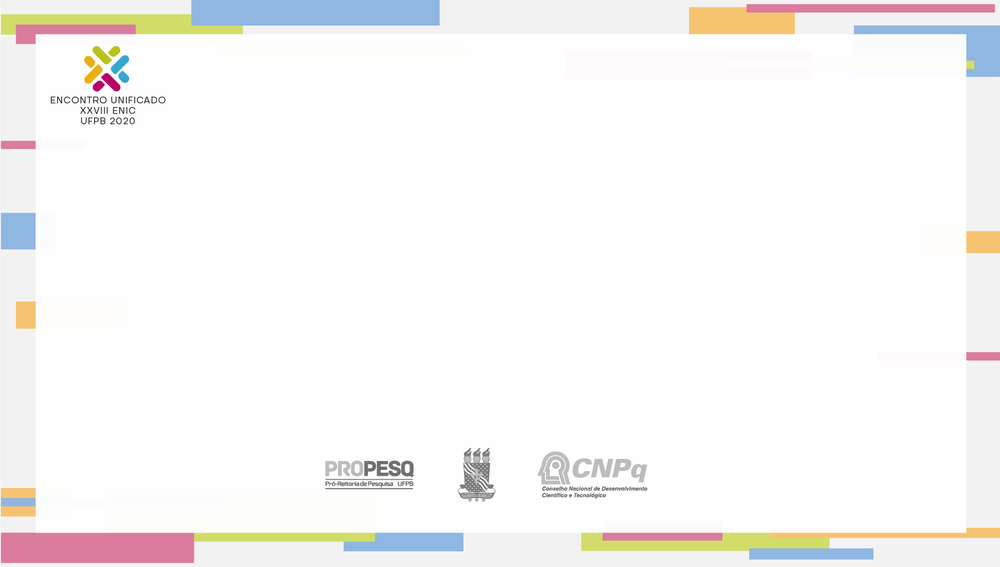 ENCONTRO UNIFICADO
XXVIII ENIC
UFPB 2020
PROPESQ
Pró-Reitoria de Pesquisa UFPB
CNPq
Conselho Nacional de Desenvolvimento
Científico e Tecnológico